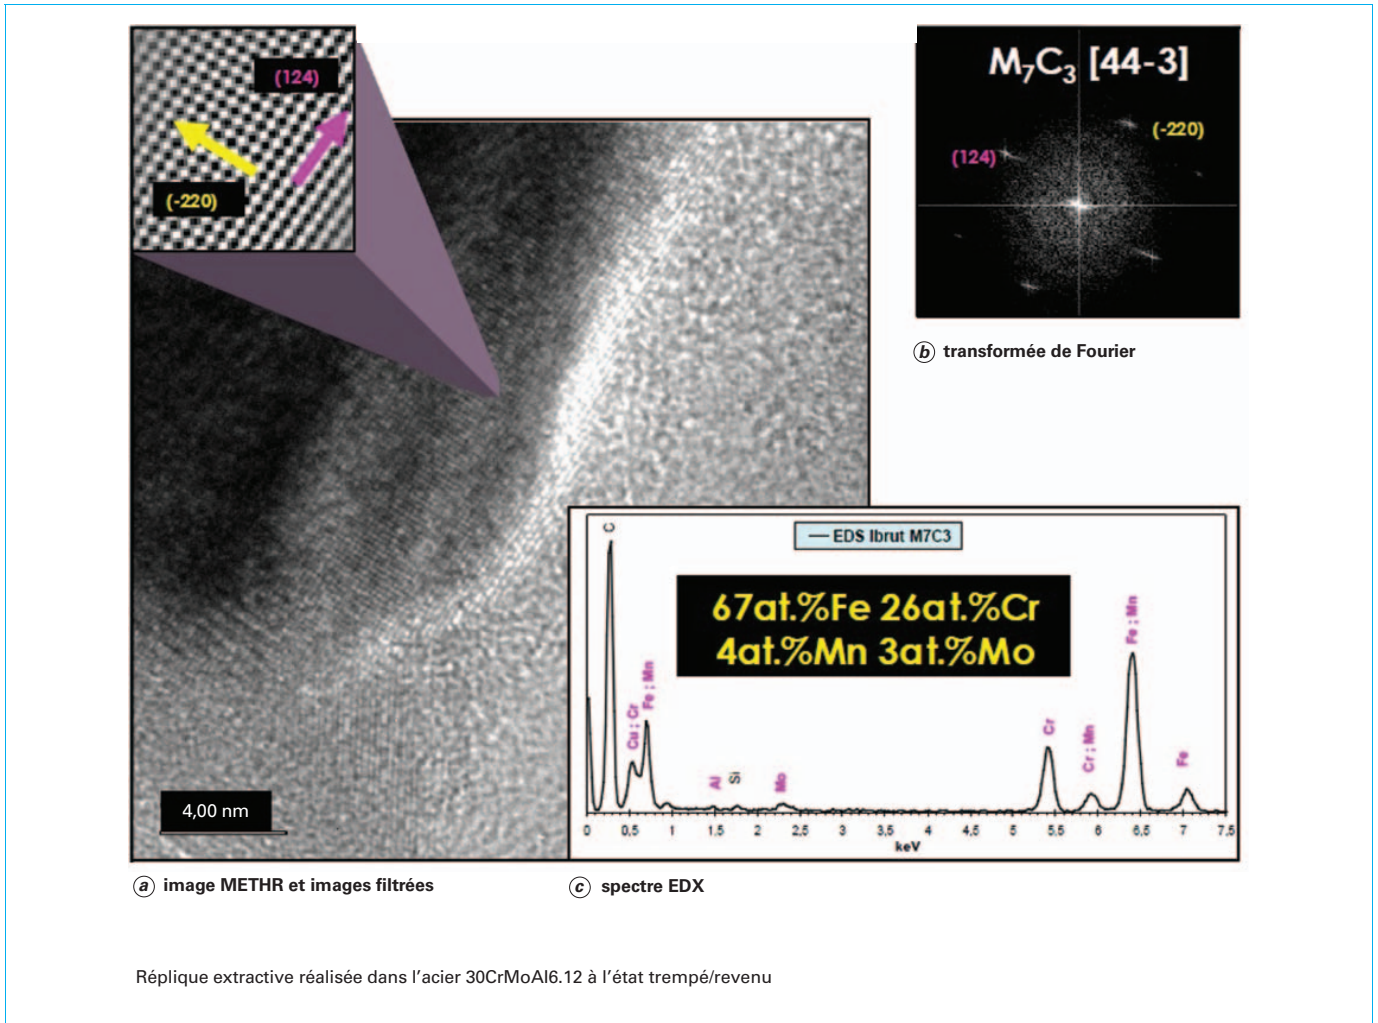 (124)
(-220)
4,00 nm
M7C3 [44-3]
(-220)
(124)
b transformée de Fourier
EDS Ibrut M7C3
67at.%Fe 26at.%Cr
4at.%Mn 3at.%Mo
C
Cu ; Cr
Fe ; Mn
Al
Si
Mo
Cr
Cr ; Mn
Fe ; Mn
Fe
0 0,5 1 1,5 2 2,5 3 3,5 4 4,5 5 5,5 6 6,5 7 7,5
keV
a image METHR et images filtrées
c spectre EDX
Réplique extractive réalisée dans l'acier 30CrMoAl6.12 à l'état trempé/revenu